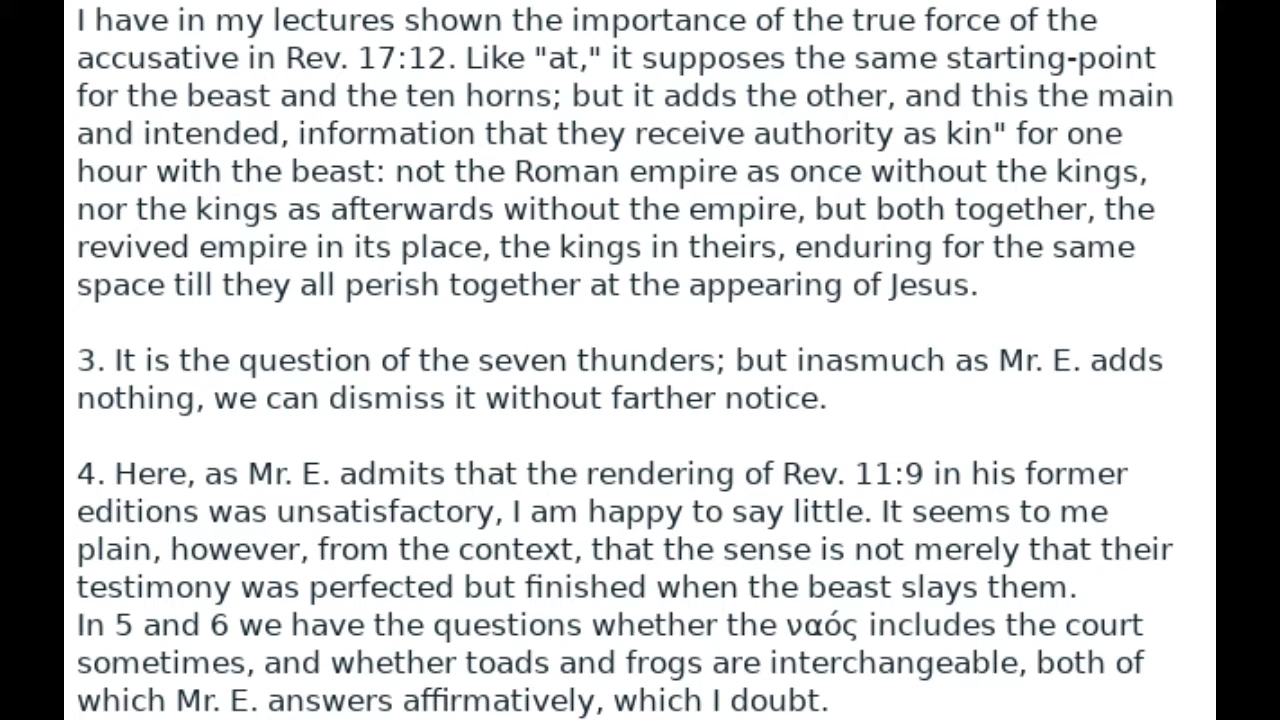 I have in my lectures shown the importance of the true force of the
accusative in Rev. 17:12. Like "at," it supposes the same starting-point
for the beast and the ten horns; but it adds the other, and this the main
and intended, information that they receive authority as kin" for one
hour with the beast: not the Roman empire as once without the kings,
nor the kings as afterwards without the empire, but both together, the
revived empire in its place, the kings in theirs, enduring for the same
space till they all perish together at the appearing of Jesus.
3. It is the question of the seven thunders; but inasmuch as Mr. E. adds
nothing, we can dismiss it without farther notice.
4. Here, as Mr. E. admits that the rendering of Rev. 11:9 in his former
editions was unsatisfactory, I am happy to say little. It seems to me
plain, however, from the context, that the sense is not merely that their
testimony was perfected but finished when the beast slays them.
In 5 and 6 we have the questions whether the ναός includes the court
sometimes, and whether toads and frogs are interchangeable, both of
which Mr. E. answers affirmatively, which I doubt.